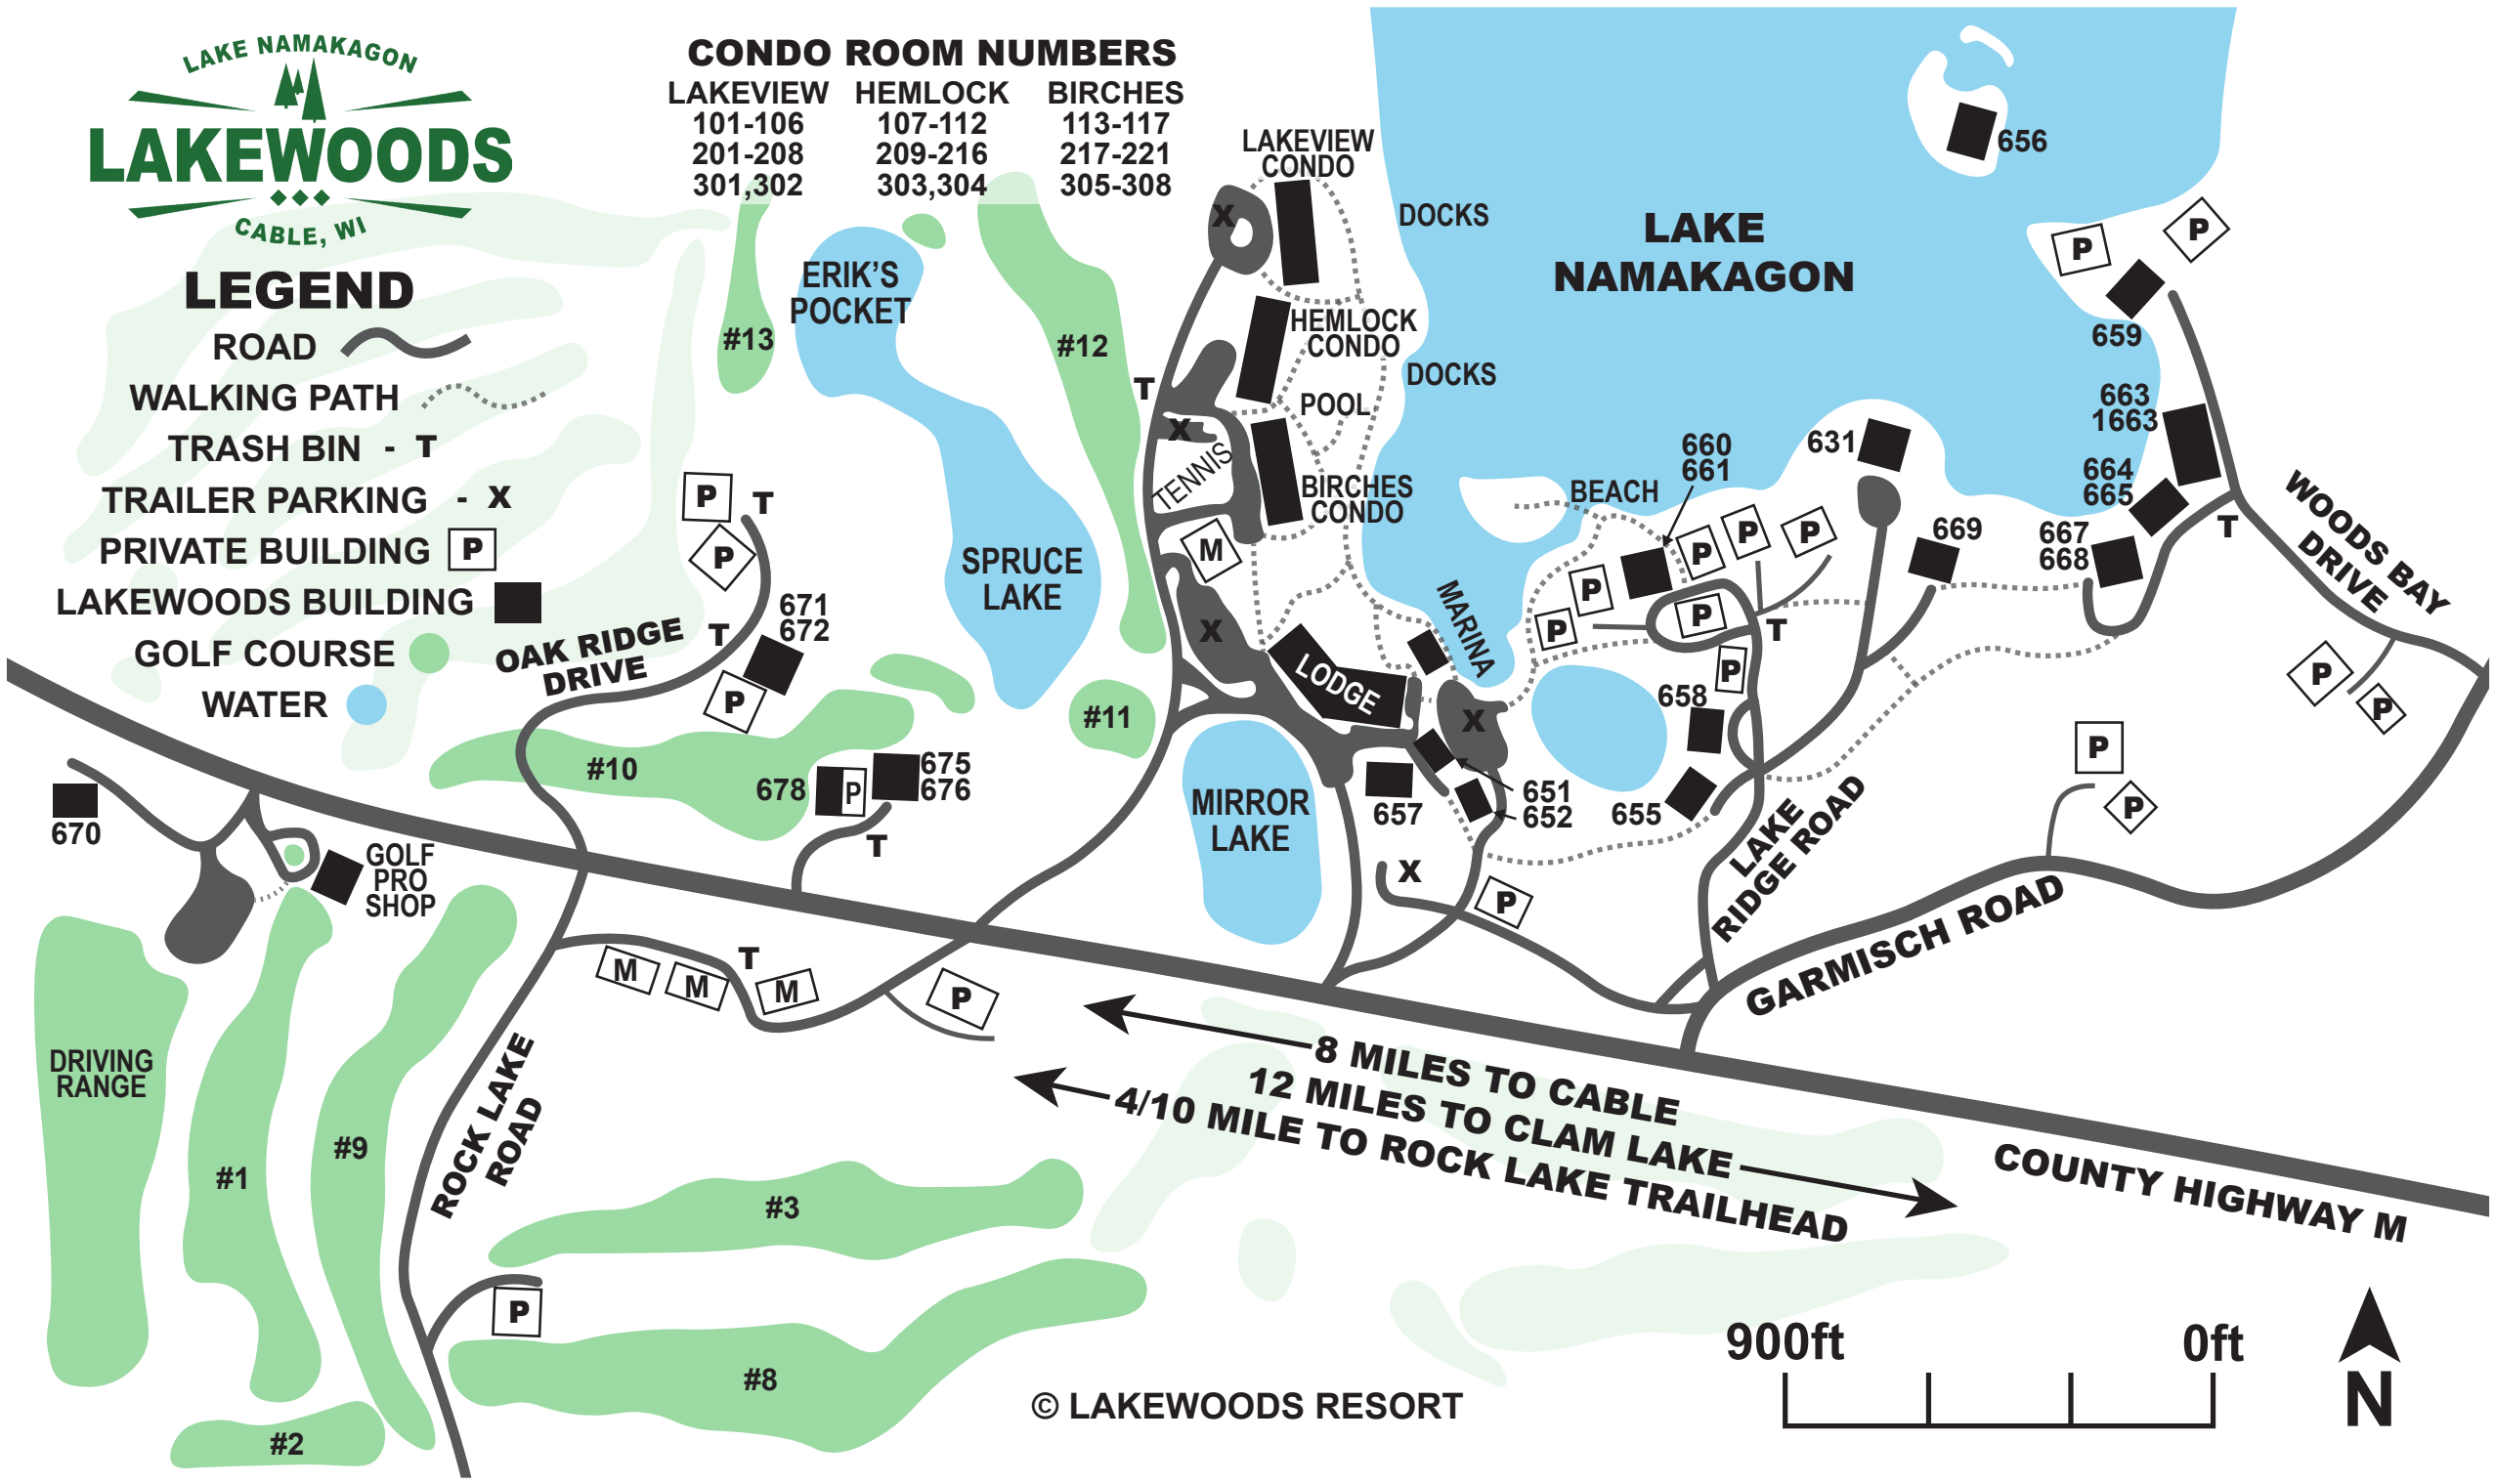 LAKE NAMAKAGON
LAKEWOODS
CABLE, WI
CONDO ROOM NUMBERS
LAKEVIEW HEMLOCK BIRCHES
101-106 107-112 113-117
201-208 209-216 217-221
301,302 303,304 305-308
LEGEND
ROAD
WALKING PATH
TRASH BIN - T
TRAILER PARKING - X
PRIVATE BUILDING P
LAKEWOODS BUILDING
GOLF COURSE
WATER
LAKEVIEW
CONDO
X
DOCKS
LAKE
NAMAKAGON
656
P
P
659
ERIK'S
POCKET
#13
#12
HEMLOCK
CONDO
DOCKS
T
POOL
X
TENNIS
BIRCHES
CONDO
M
BEACH
660
661
631
663
1663
664
665
T
667
668
669
WOODS BAY
DRIVE
P
T
P
SPRUCE
LAKE
671
672
T
P
OAK RIDGE
DRIVE
X
LODGE
MARINA
P
P
P
P
P
P
T
P
P
P
P
P
658
#11
#10
X
678
P
675
676
T
MIRROR
LAKE
657
651
652
655
LAKE
RIDGE ROAD
670
GOLF
PRO
SHOP
X
P
GARMISCH ROAD
M
M
T
M
P
DRIVING
RANGE
ROCK LAKE
ROAD
8 MILES TO CABLE
12 MILES TO CLAM LAKE
4/10 MILE TO ROCK LAKE TRAILHEAD
COUNTY HIGHWAY M
#1
#9
#3
P
#8
#2
900ft 0ft
N
© LAKEWOODS RESORT